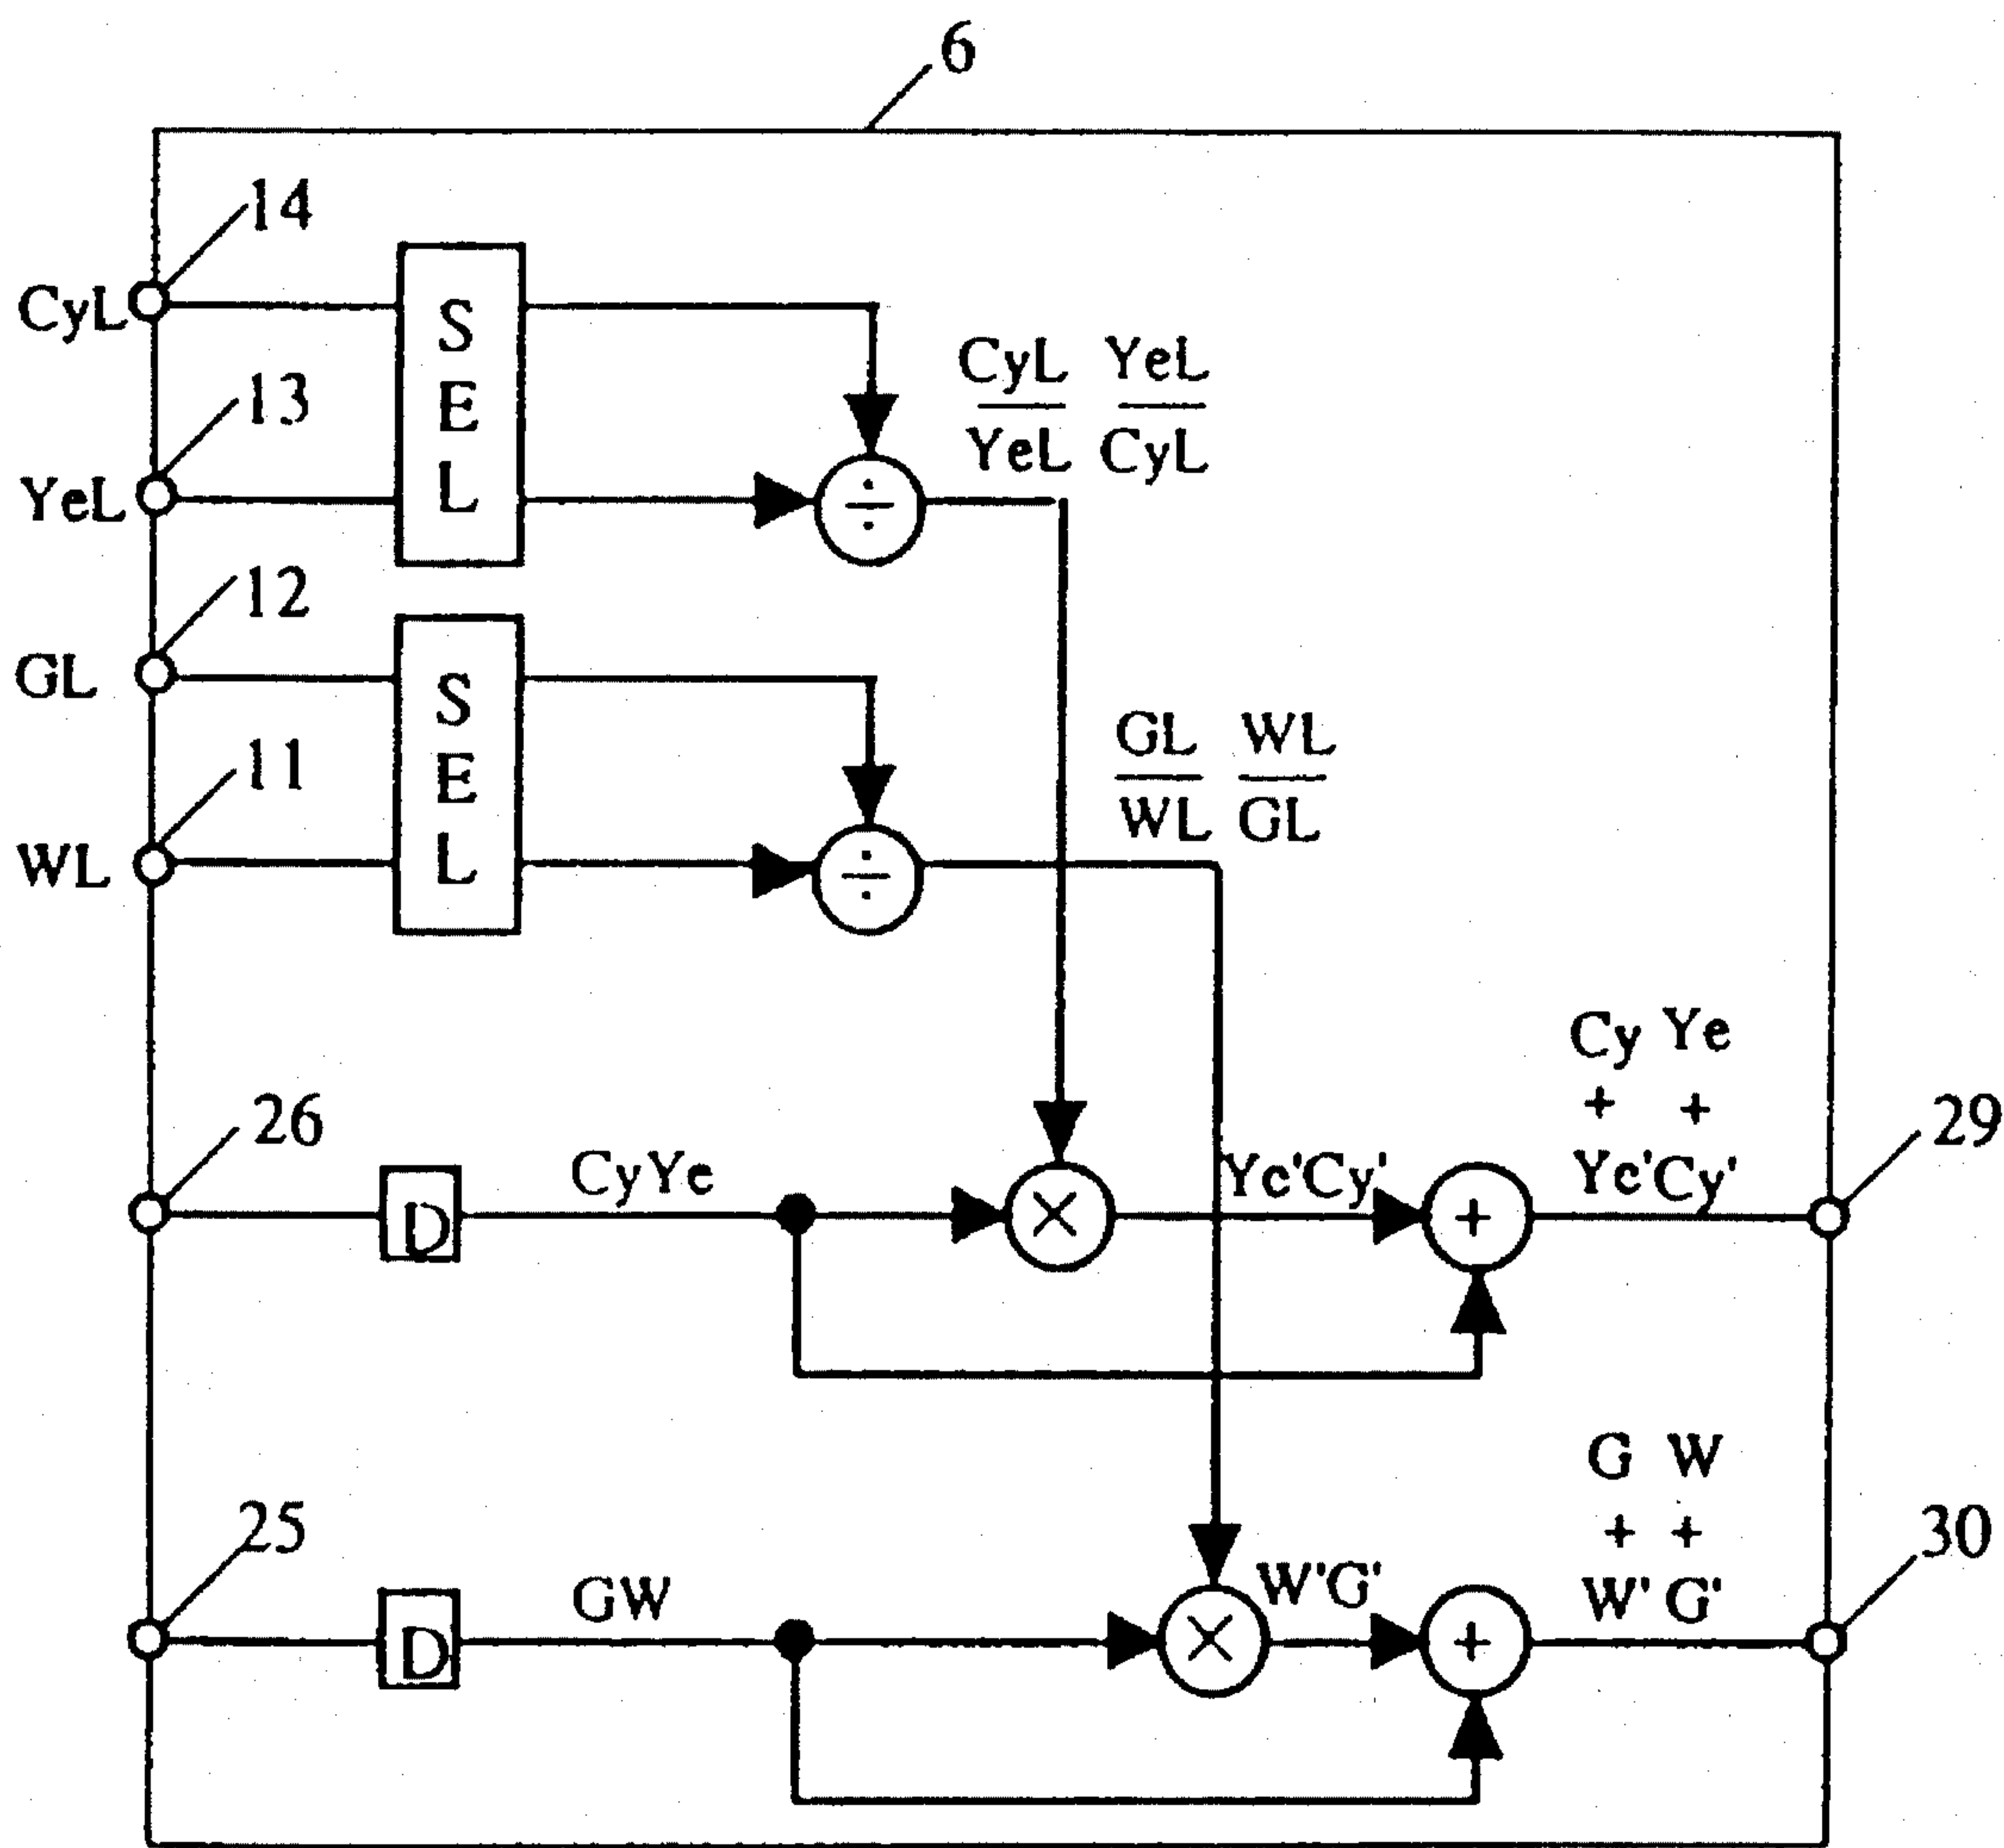 6
14
CyL
S
E
L
13
YeL
CyL YeL
YeL CyL
12
GL
S
E
L
11
WL
GL WL
WL GL
÷
÷
26
D
CyYe
×
Ye'Cy'
+
Cy Ye
+ +
Ye'Cy'
29
25
D
GW
×
W'G'
+
G W
+ +
W' G'
30